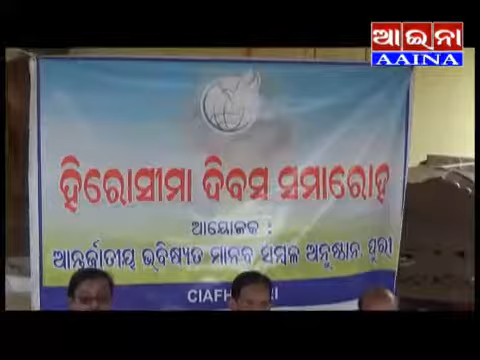 ଆଇନା
AAINA
ହିରୋସୀମା ଦିବସ ସମାରୋହ
ଆୟୋଜକ :
ଆନ୍ତର୍ଜାତୀୟ ଭବିଷ୍ୟତ ମାନବ ସମ୍ବଳ ଅନୁଷ୍ଠାନ, ପୁରୀ